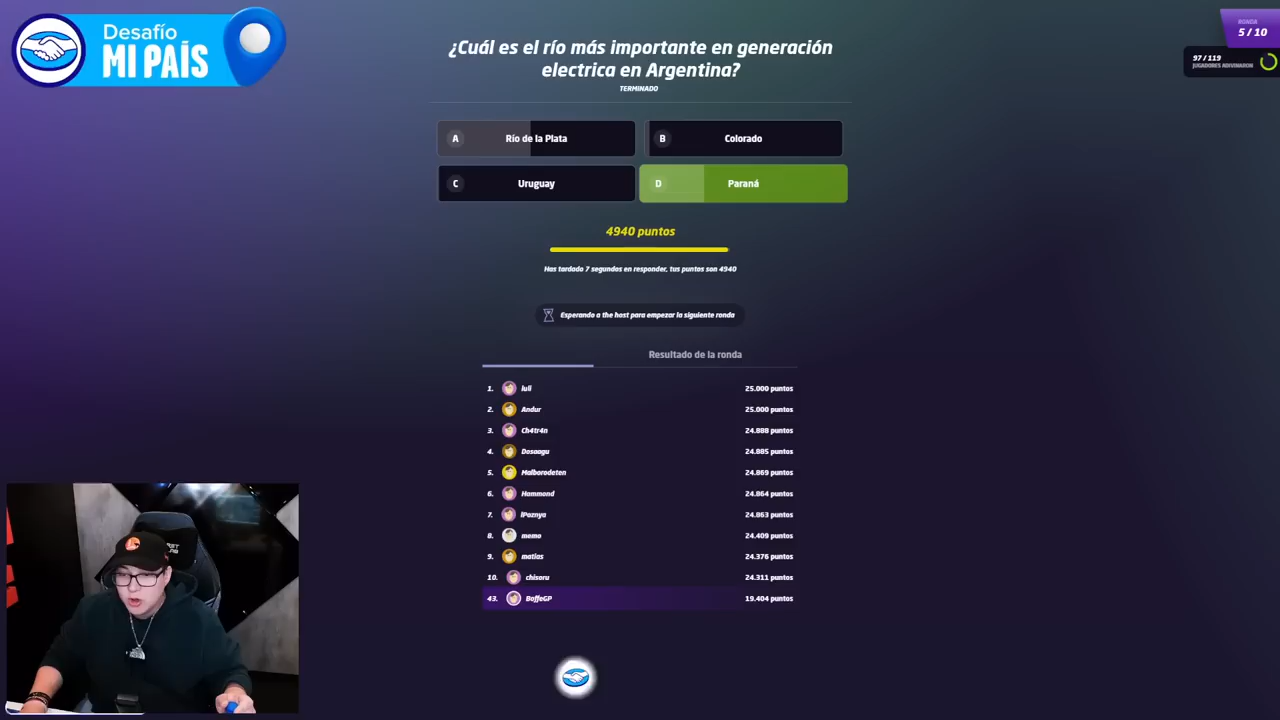 Desafío
MI PAÍS
RONDA
5 / 10
97 / 119
JUGADORES ADIVINARON
¿Cuál es el río más importante en generación
electrica en Argentina?
TERMINADO
A Río de la Plata
B Colorado
C Uruguay
D Paraná
4940 puntos
Has tardado 7 segundos en responder, tus puntos son 4940
Esperando a the host para empezar la siguiente ronda
Resultado de la ronda
1. luli 25.000 puntos
2. Andur 25.000 puntos
3. Ch4tr4n 24.888 puntos
4. Dosaagu 24.885 puntos
5. Malborodeten 24.869 puntos
6. Hammond 24.864 puntos
7. lPaznya 24.863 puntos
8. memo 24.409 puntos
9. matias 24.376 puntos
10. chisoru 24.311 puntos
43. BoffeGP 19.404 puntos